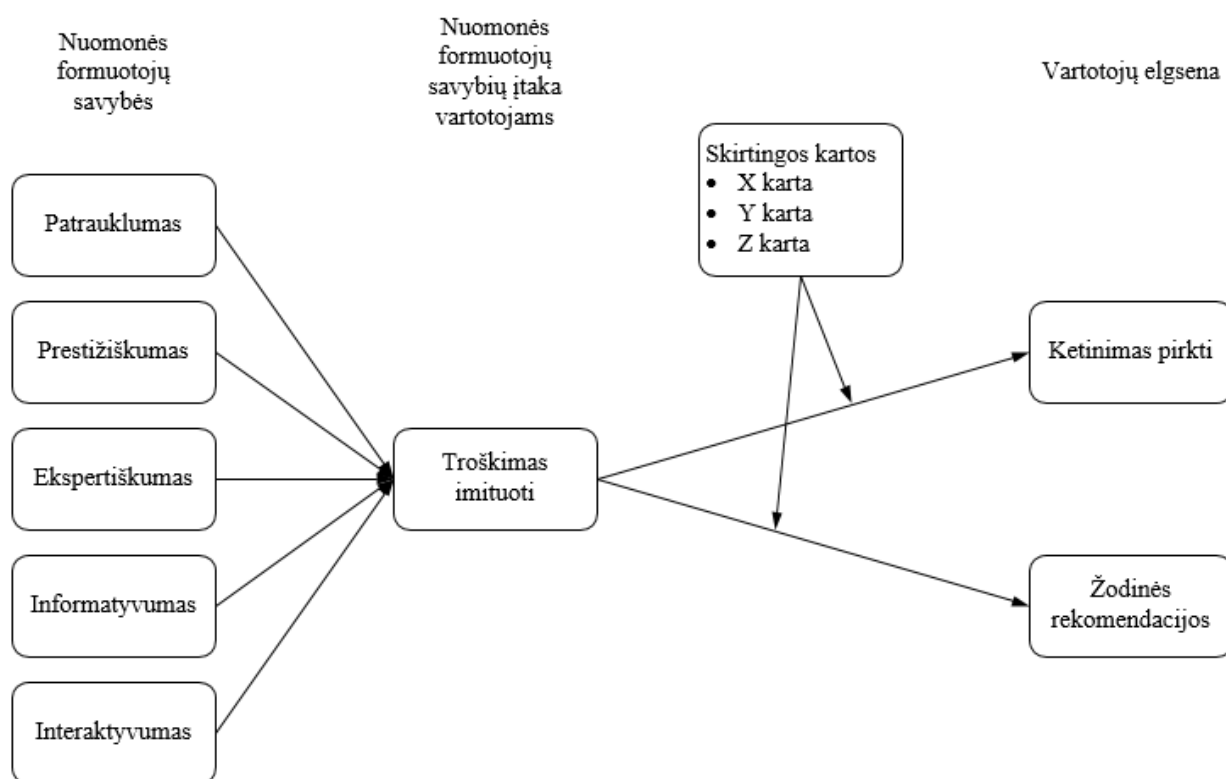 Nuomonės
formuotojų
savybės
Nuomonės
formuotojų
savybių įtaka
vartotojams
Vartotojų elgsena
Skirtingos kartos
• X karta
• Y karta
• Z karta
Patrauklumas
Prestižiškumas
Ekspertiškumas
Informatyvumas
Interaktyvumas
Troškimas
imituoti
Ketinimas pirkti
Žodinės
rekomendacijos